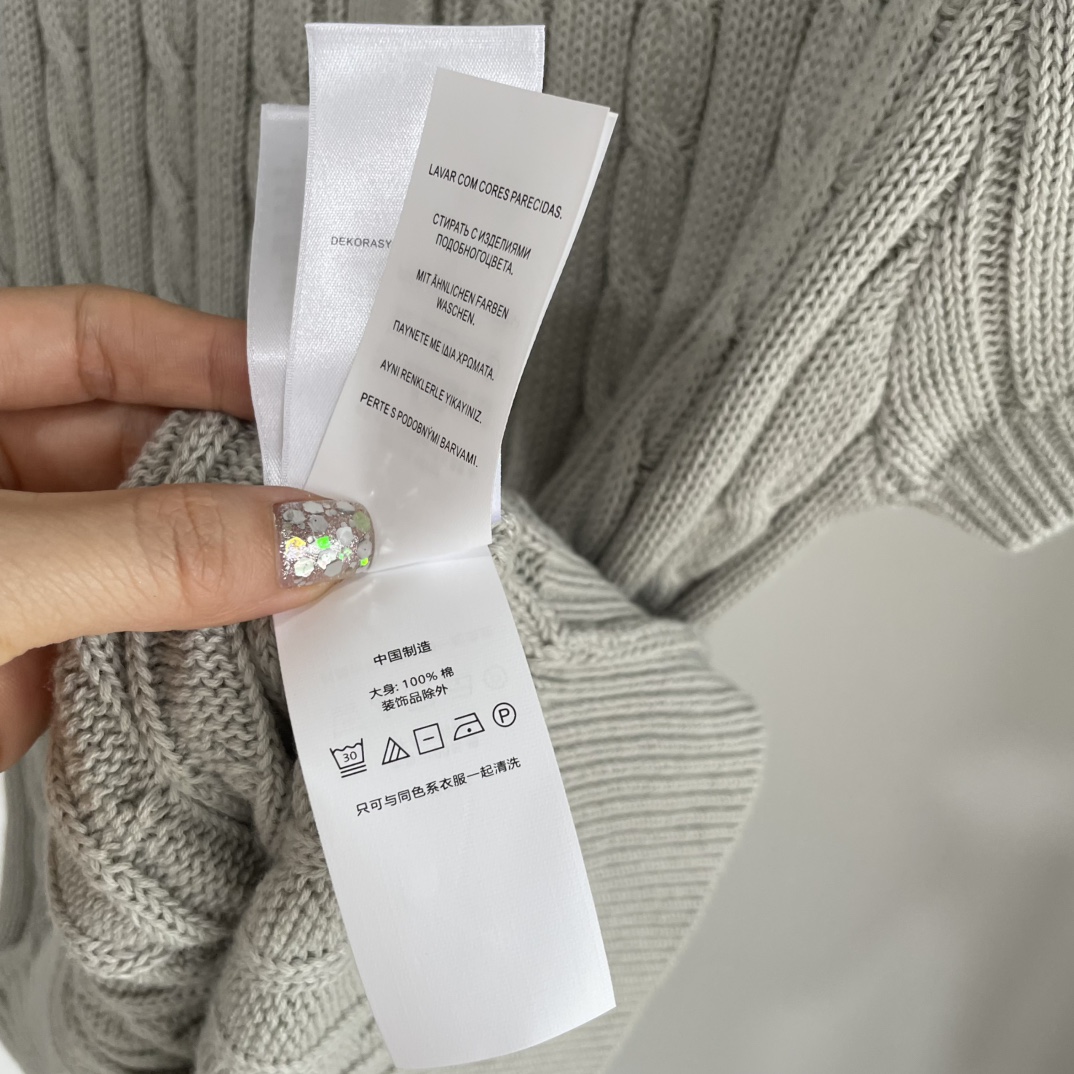 DEKORASY
LAVAR COM CORES PARECIDAS.
СТИРАТЬ С ИЗДЕЛИЯМИ
ПОДОБНОГОЦВЕТА.
MIT ÄHNLICHEN FARBEN
WASCHEN.
ΠΛΥΝΕΤΕ ΜΕ ΙΔΙΑ ΧΡΩΜΑΤΑ.
AYNI RENKLERLE YIKAYINIZ.
PERTE S PODOBNÝMI BARVAMI.
中国制造
大身: 100% 棉
装饰品除外
30
P
只可与同色系衣服一起清洗